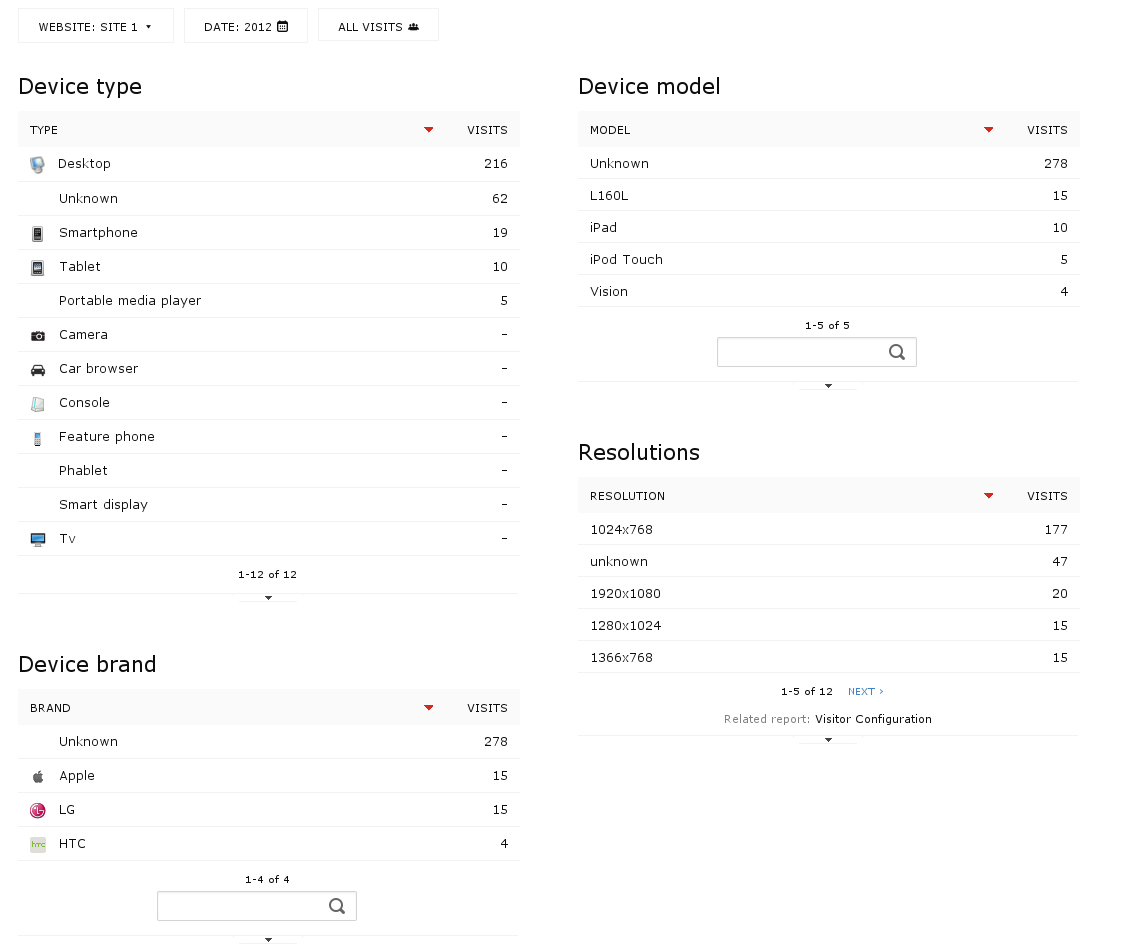 WEBSITE: SITE 1
DATE: 2012
ALL VISITS
Device type
TYPE VISITS
Desktop 216
Unknown 62
Smartphone 19
Tablet 10
Portable media player 5
Camera -
Car browser -
Console -
Feature phone -
Phablet -
Smart display -
Tv -
1-12 of 12
Device brand
BRAND VISITS
Unknown 278
Apple 15
LG 15
hTC HTC 4
1-4 of 4
Device model
MODEL VISITS
Unknown 278
L160L 15
iPad 10
iPod Touch 5
Vision 4
1-5 of 5
Resolutions
RESOLUTION VISITS
1024x768 177
unknown 47
1920x1080 20
1280x1024 15
1366x768 15
1-5 of 12 NEXT ›
Related report: Visitor Configuration